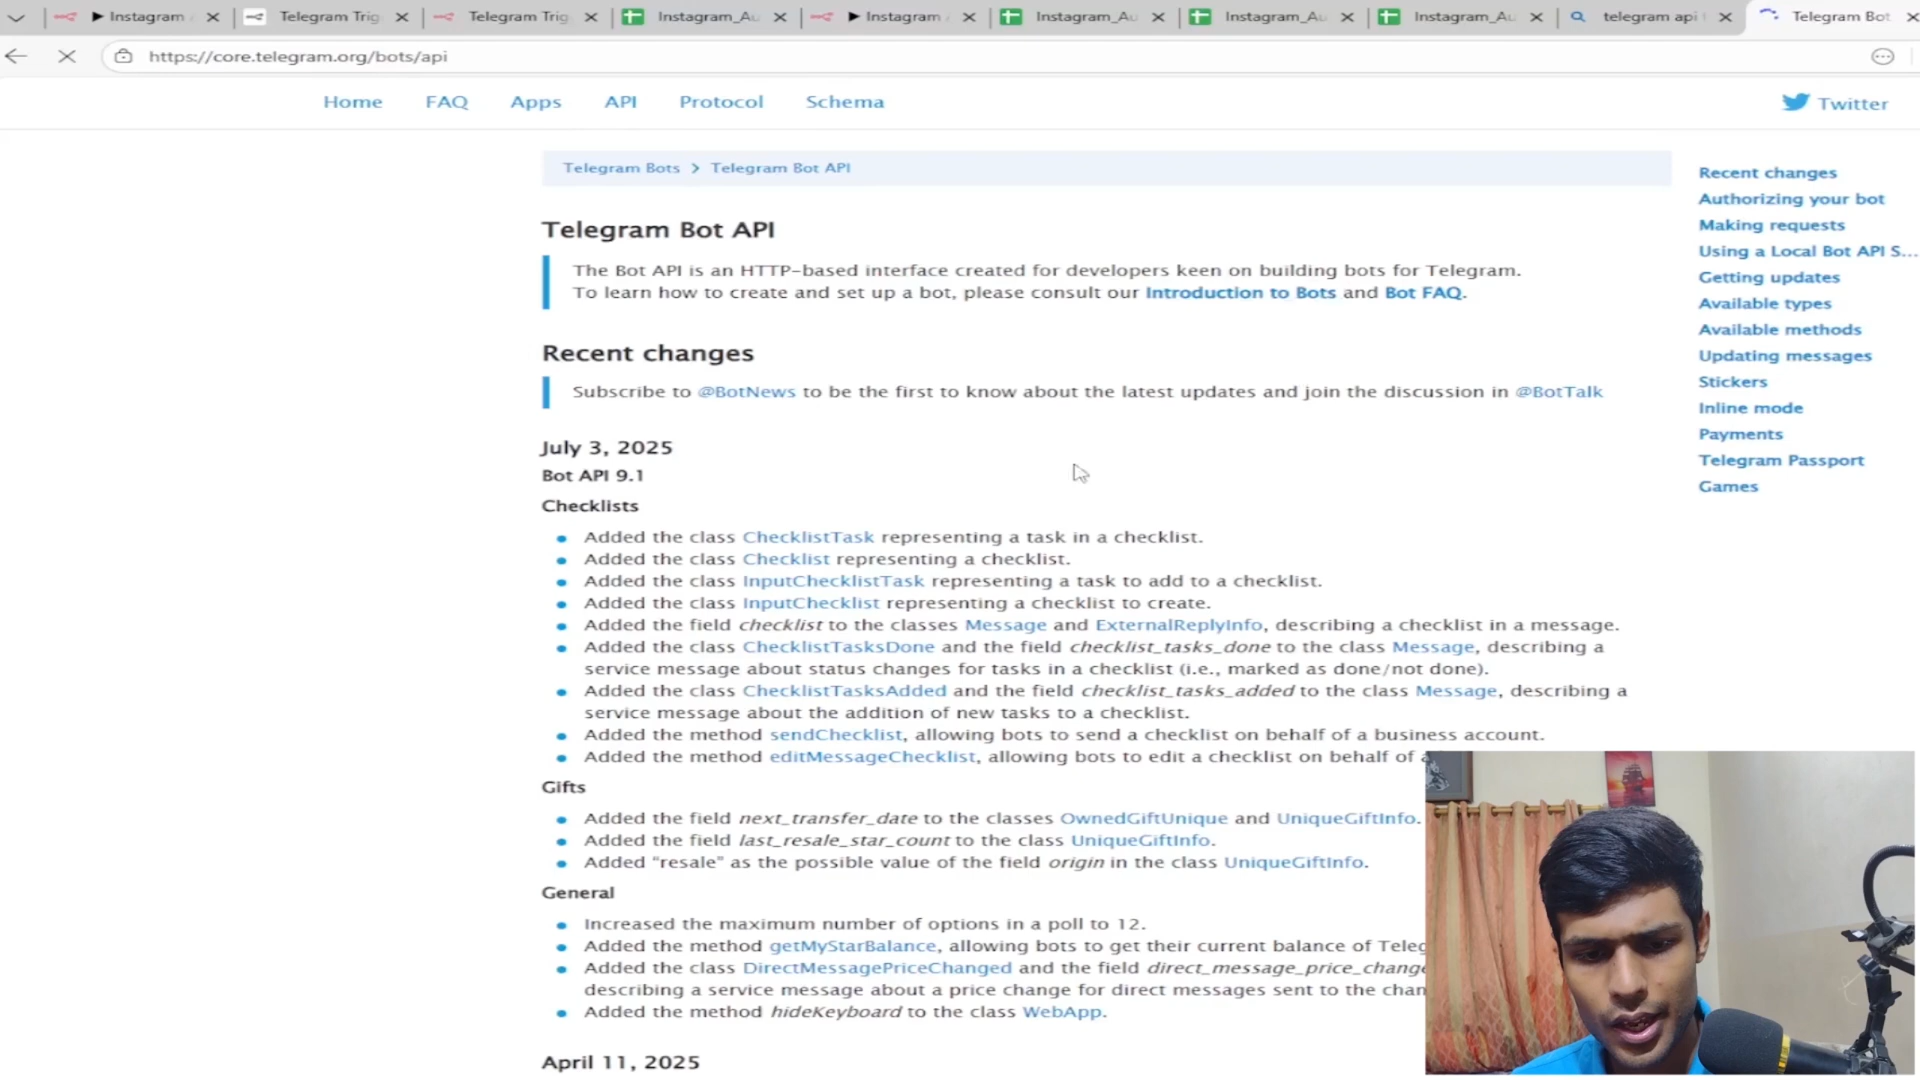 Instagram
Telegram Trig
Telegram Trig
Instagram_Au
Instagram
Instagram_Au
Instagram_Au
Instagram_Au
telegram api
Telegram Bot
https://core.telegram.org/bots/api
Home FAQ Apps API Protocol Schema
Twitter
Telegram Bots > Telegram Bot API
Telegram Bot API
The Bot API is an HTTP-based interface created for developers keen on building bots for Telegram.
To learn how to create and set up a bot, please consult our Introduction to Bots and Bot FAQ.
Recent changes
Subscribe to @BotNews to be the first to know about the latest updates and join the discussion in @BotTalk
July 3, 2025
Bot API 9.1
Checklists
Added the class ChecklistTask representing a task in a checklist.
Added the class Checklist representing a checklist.
Added the class InputChecklistTask representing a task to add to a checklist.
Added the class InputChecklist representing a checklist to create.
Added the field checklist to the classes Message and ExternalReplyInfo, describing a checklist in a message.
Added the class ChecklistTasksDone and the field checklist_tasks_done to the class Message, describing a
service message about status changes for tasks in a checklist (i.e., marked as done/not done).
Added the class ChecklistTasksAdded and the field checklist_tasks_added to the class Message, describing a
service message about the addition of new tasks to a checklist.
Added the method sendChecklist, allowing bots to send a checklist on behalf of a business account.
Added the method editMessageChecklist, allowing bots to edit a checklist on behalf of
Gifts
Added the field next_transfer_date to the classes OwnedGiftUnique and UniqueGiftInfo.
Added the field last_resale_star_count to the class UniqueGiftInfo.
Added "resale" as the possible value of the field origin in the class UniqueGiftInfo.
General
Increased the maximum number of options in a poll to 12.
Added the method getMyStarBalance, allowing bots to get their current balance of Teleg
Added the class DirectMessagePriceChanged and the field direct_message_price_change
describing a service message about a price change for direct messages sent to the chan
Added the method hideKeyboard to the class WebApp.
April 11, 2025
Recent changes
Authorizing your bot
Making requests
Using a Local Bot API S...
Getting updates
Available types
Available methods
Updating messages
Stickers
Inline mode
Payments
Telegram Passport
Games